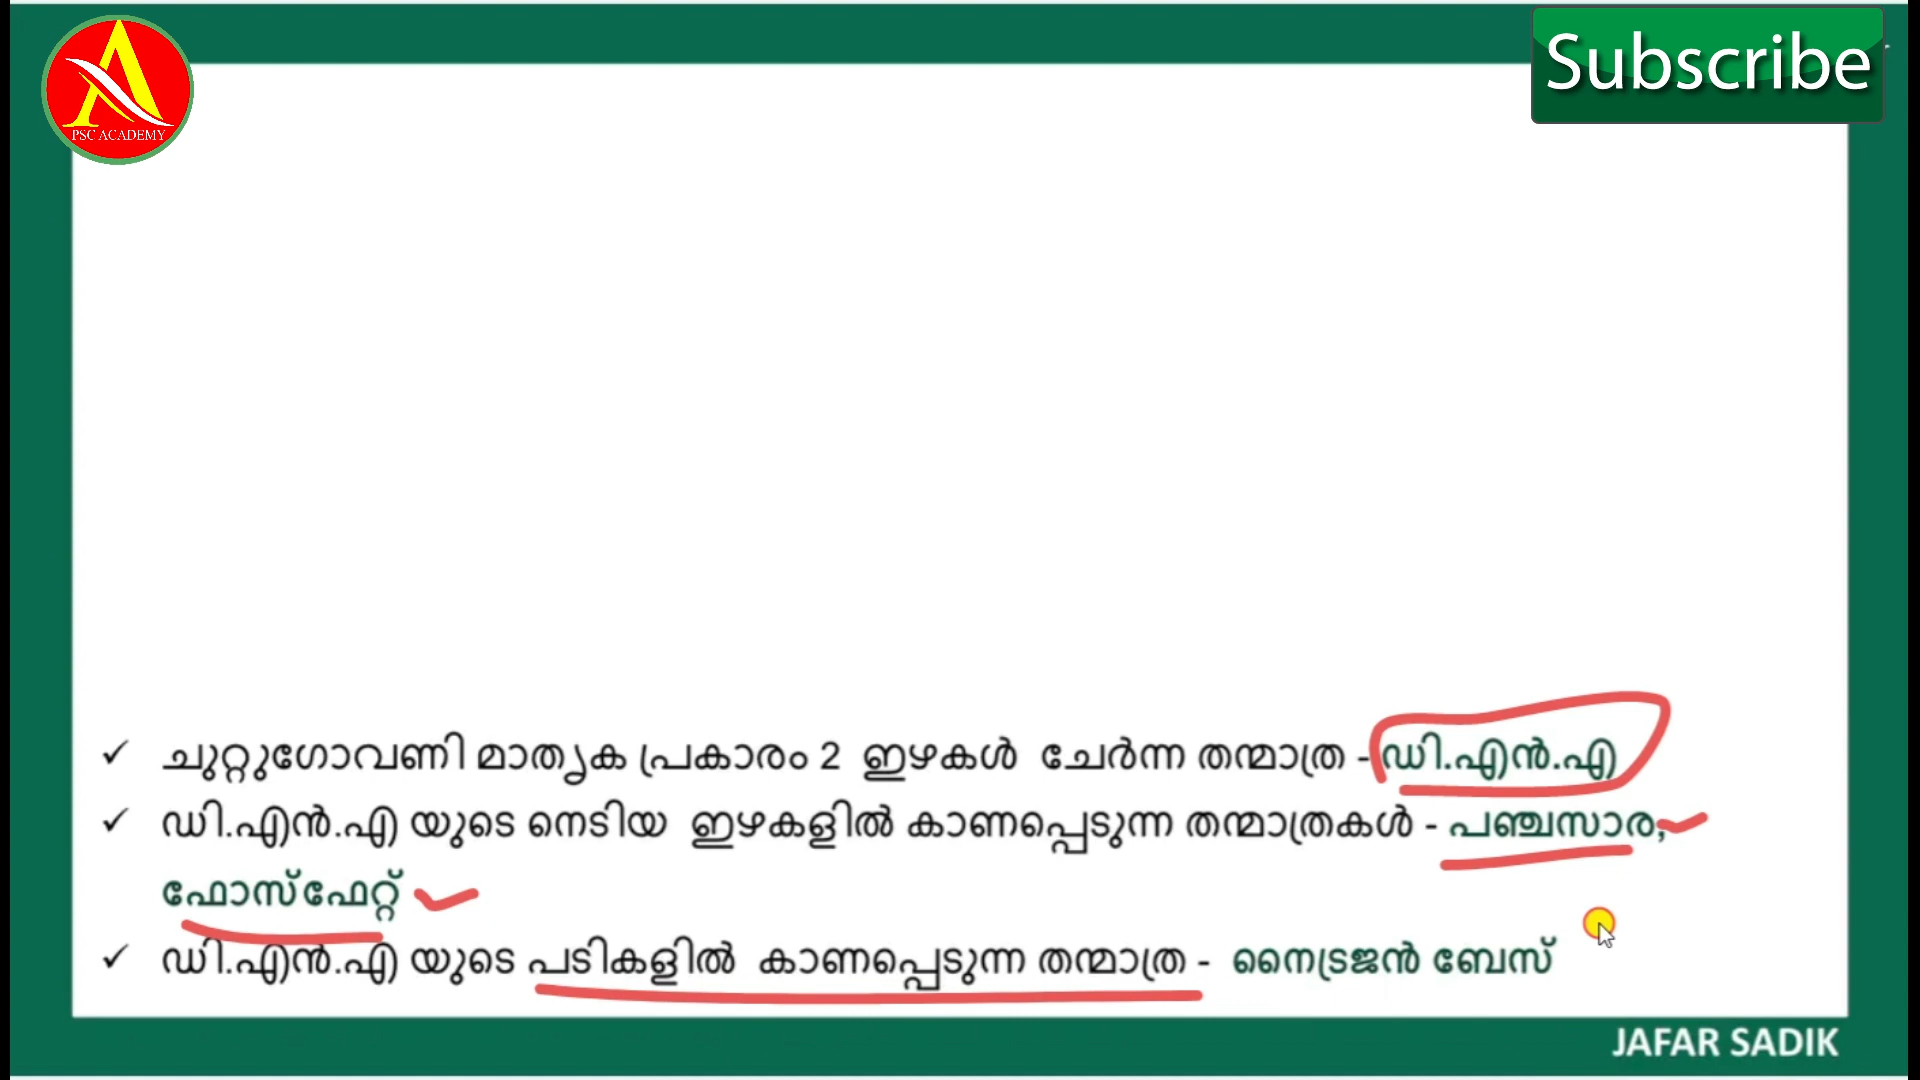 PSC ACADEMY
Subscribe
✓ ചുറ്റുഗോവണി മാതൃക പ്രകാരം 2 ഇഴകൾ ചേർന്ന തന്മാത്ര - ഡി.എൻ.എ
✓ ഡി.എൻ.എ യുടെ നെടിയ ഇഴകളിൽ കാണപ്പെടുന്ന തന്മാത്രകൾ - പഞ്ചസാര,
ഫോസ്ഫേറ്റ്
✓ ഡി.എൻ.എ യുടെ പടികളിൽ കാണപ്പെടുന്ന തന്മാത്ര - നൈട്രജൻ ബേസ്
JAFAR SADIK